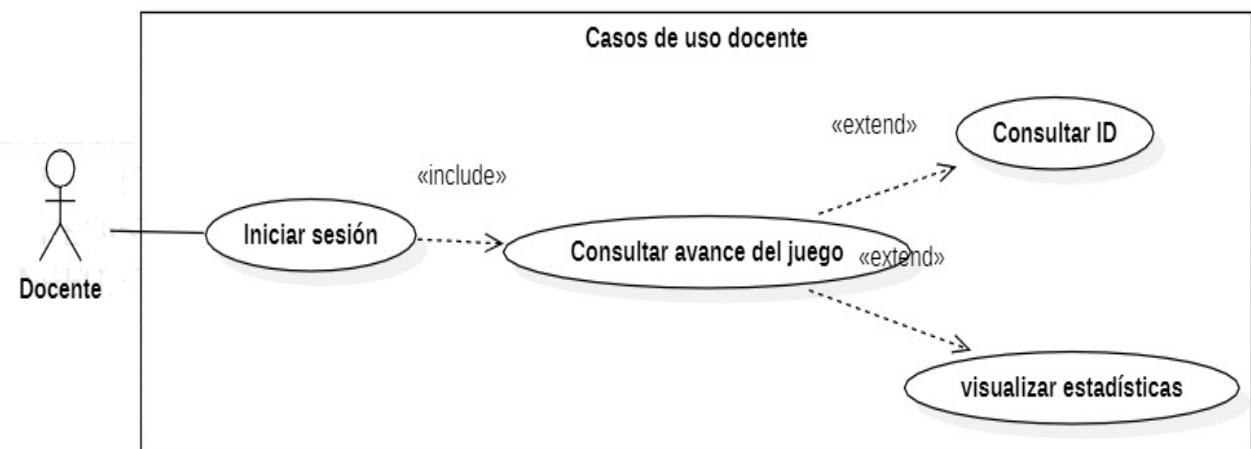 Casos de uso docente
«extend»
Consultar ID
«include»
Iniciar sesión
Consultar avance del juego
«extend»
Docente
visualizar estadísticas